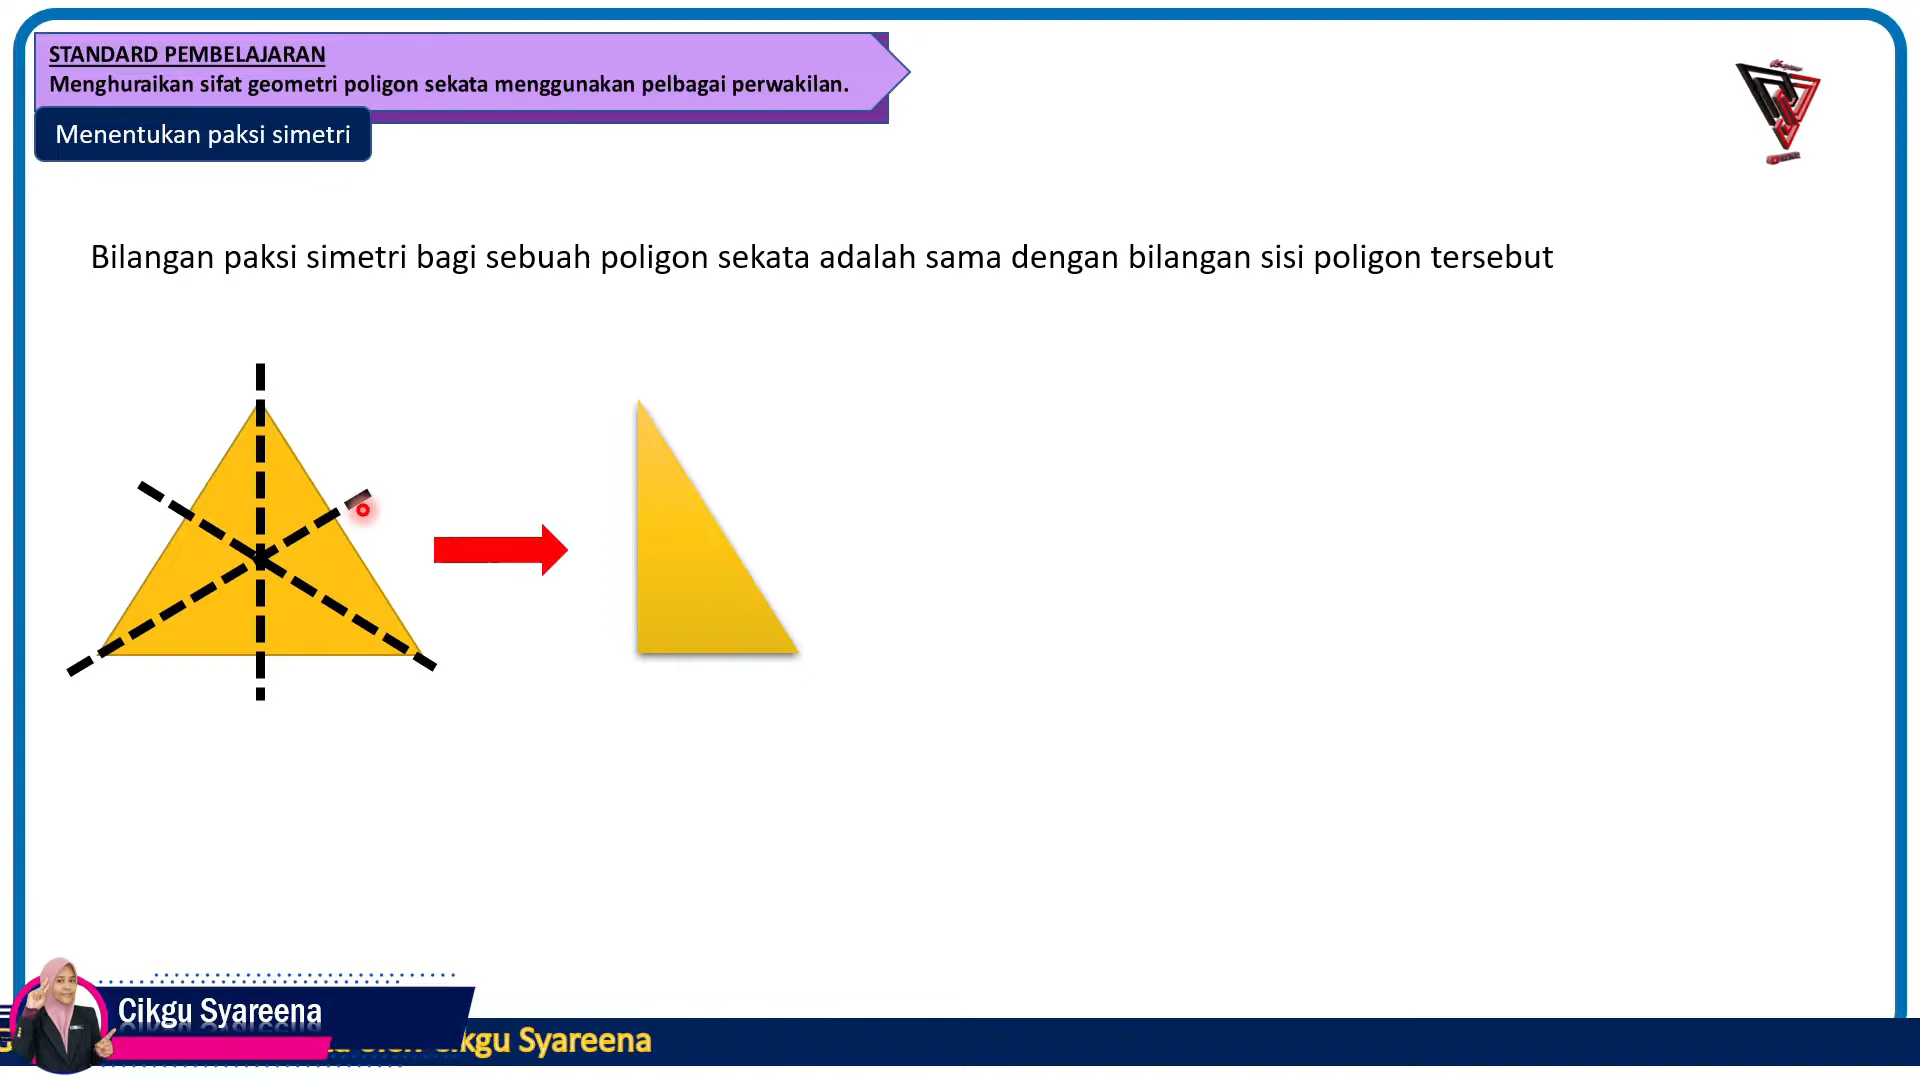 STANDARD PEMBELAJARAN
Menghuraikan sifat geometri poligon sekata menggunakan pelbagai perwakilan.
Menentukan paksi simetri
Bilangan paksi simetri bagi sebuah poligon sekata adalah sama dengan bilangan sisi poligon tersebut
Cikgu Syareena
Syareena